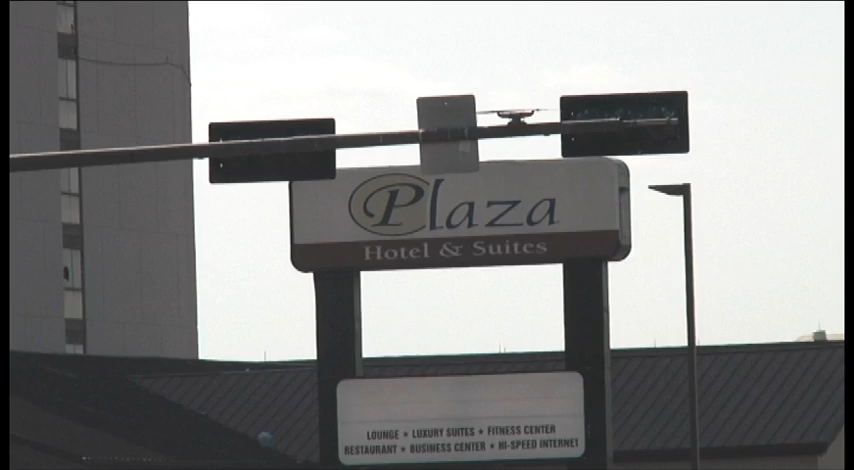 Plaza
Hotel & Suites
LOUNGE ★ LUXURY SUITES ★ FITNESS CENTER
RESTAURANT ★ BUSINESS CENTER ★ HI-SPEED INTERNET